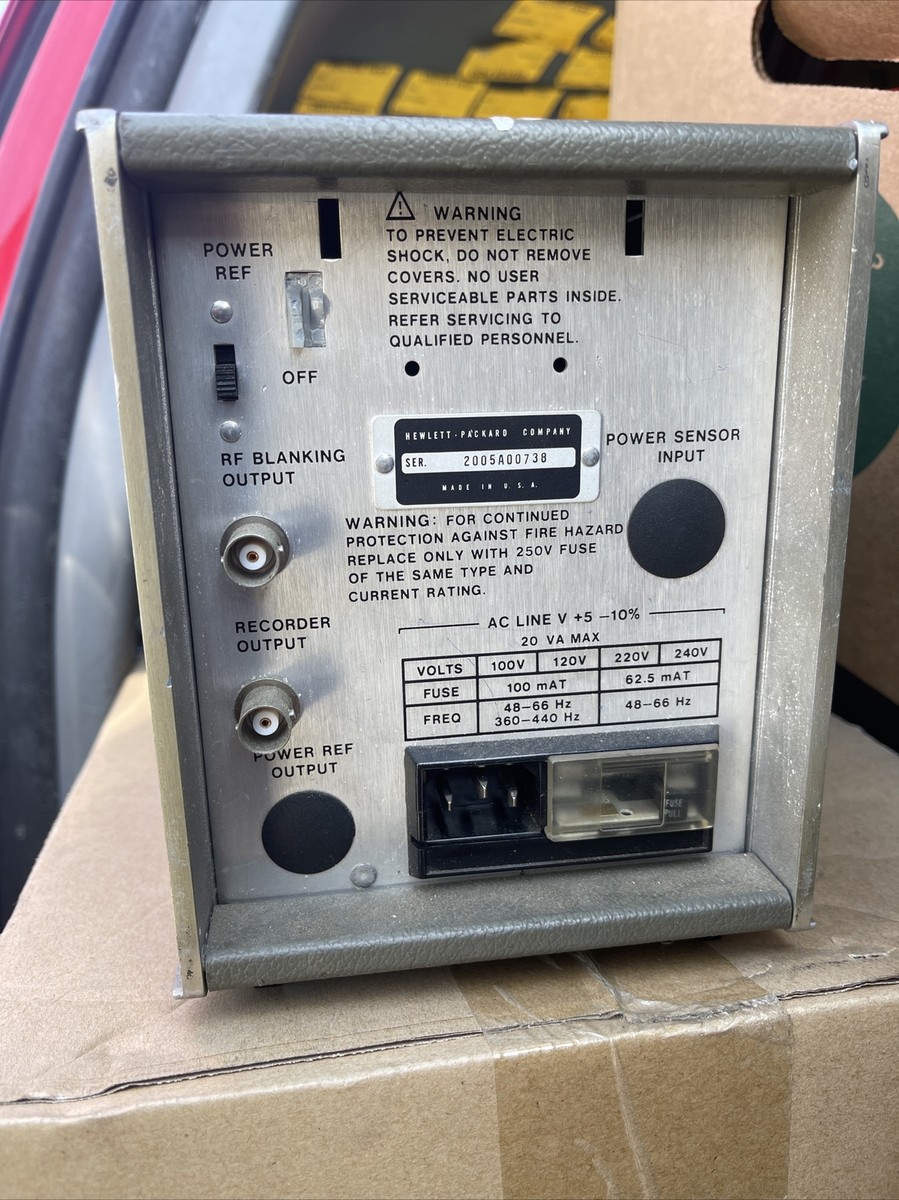 WARNING
TO PREVENT ELECTRIC
SHOCK, DO NOT REMOVE
COVERS. NO USER
SERVICEABLE PARTS INSIDE.
REFER SERVICING TO
QUALIFIED PERSONNEL.
POWER
REF
OFF
HEWLETT-PACKARD COMPANY
SER. 2005A00738
MADE IN U.S.A.
POWER SENSOR
INPUT
RF BLANKING
OUTPUT
WARNING: FOR CONTINUED
PROTECTION AGAINST FIRE HAZARD
REPLACE ONLY WITH 250V FUSE
OF THE SAME TYPE AND
CURRENT RATING.
RECORDER
OUTPUT
AC LINE V +5 –10%
20 VA MAX
VOLTS 100V 120V 220V 240V
FUSE 100 mAT 62.5 mAT
FREQ 48–66 Hz 360–440 Hz 48–66 Hz
POWER REF
OUTPUT
FUSE
PULL